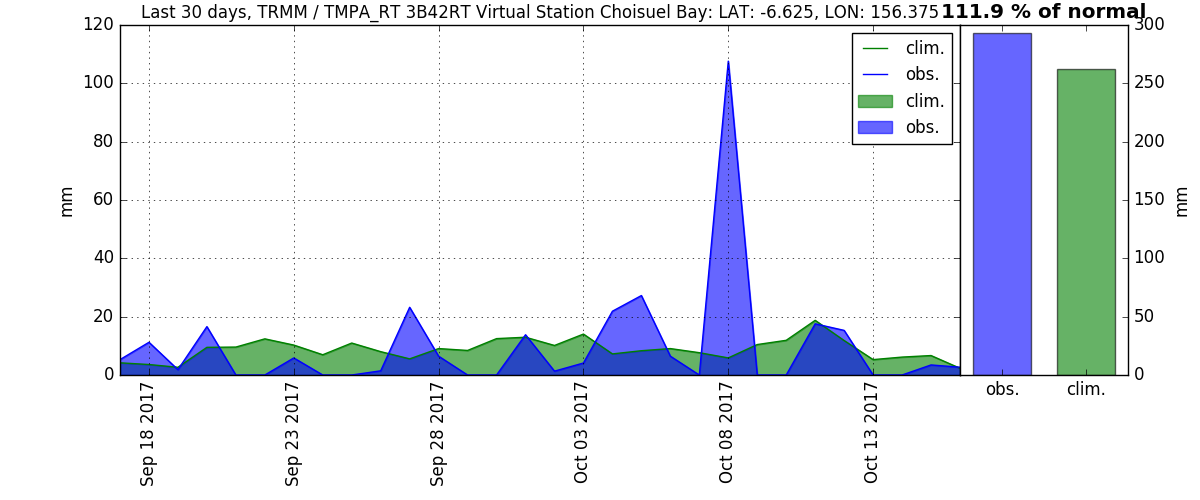 Last 30 days, TRMM / TMPA_RT 3B42RT Virtual Station Choisuel Bay: LAT: -6.625, LON: 156.375 111.9 % of normal
120
100
80
60
40
20
0
mm
clim.
obs.
clim.
obs.
Sep 18 2017
Sep 23 2017
Sep 28 2017
Oct 03 2017
Oct 08 2017
Oct 13 2017
300
250
200
150
100
50
0
mm
obs. clim.